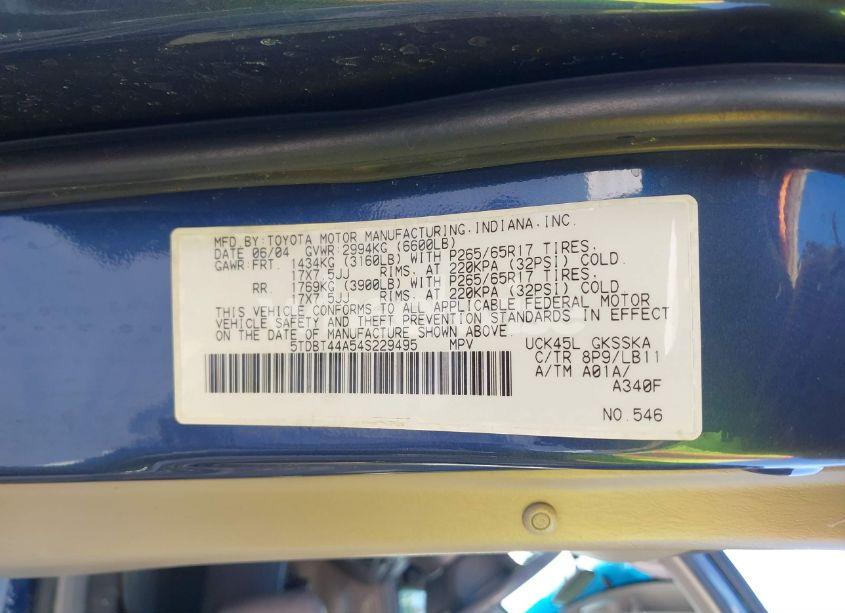 MFD.BY:TOYOTA MOTOR MANUFACTURING.INDIANA.INC.
DATE 06/04 GVWR:2994KG (6600LB)
GAWR:FRT. 1434KG (3160LB) WITH P265/65R17 TIRES.
17X7.5JJ RIMS. AT 220KPA (32PSI) COLD.
RR 1769KG (3900LB) WITH P265/65R17 TIRES.
17X7.5JJ RIMS. AT 220KPA (32PSI) COLD
THIS VEHICLE CONFORMS TO ALL APPLICABLE FEDERAL MOTOR
VEHICLE SAFETY AND THEFT PREVENTION STANDARDS IN EFFECT
ON THE DATE OF MANUFACTURE SHOWN ABOVE.
5TDBT44A54S229495 MPV UCK45L GKSSKA
C/TR 8P9/LB11
A/TM A01A/
A340F
NO.546